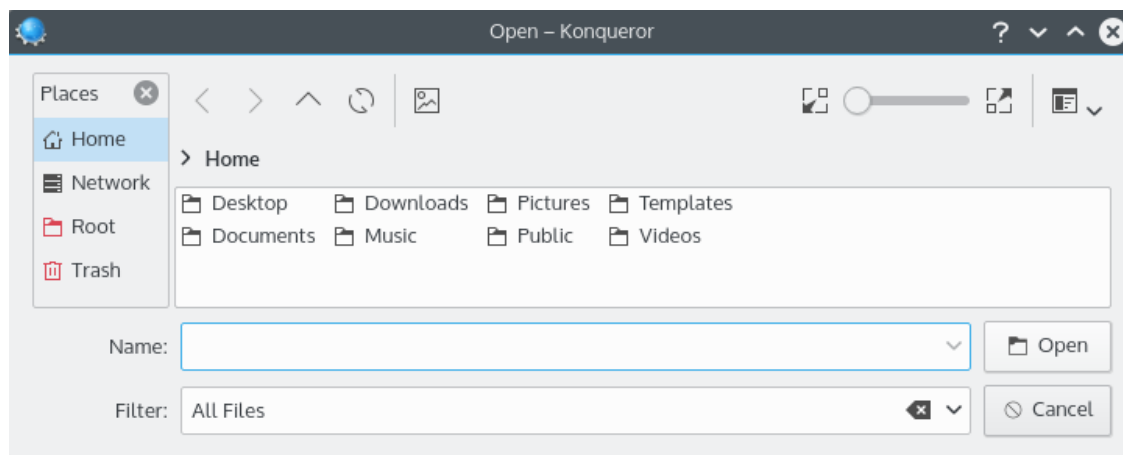 Open – Konqueror
Places
Home
Network
Root
Trash
Home
Desktop Downloads Pictures Templates
Documents Music Public Videos
Name:
Open
Filter: All Files
Cancel